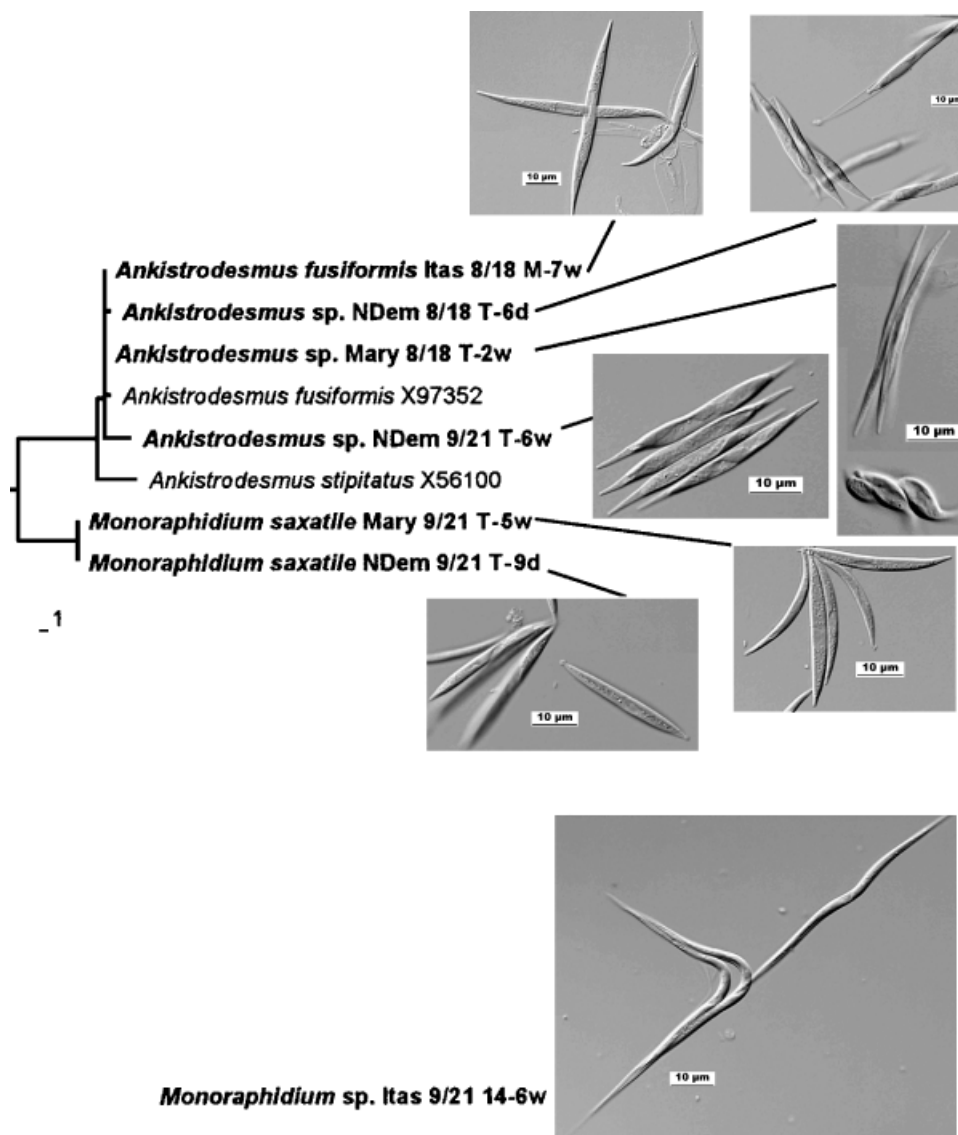 10 µm
10 µm
Ankistrodesmus fusiformis Itas 8/18 M-7w
Ankistrodesmus sp. NDem 8/18 T-6d
Ankistrodesmus sp. Mary 8/18 T-2w
Ankistrodesmus fusiformis X97352
Ankistrodesmus sp. NDem 9/21 T-6w
10 µm
10 µm
Ankistrodesmus stipitatus X56100
Monoraphidium saxatile Mary 9/21 T-5w
Monoraphidium saxatile NDem 9/21 T-9d
_ 1
10 µm
10 µm
10 µm
Monoraphidium sp. Itas 9/21 14-6w